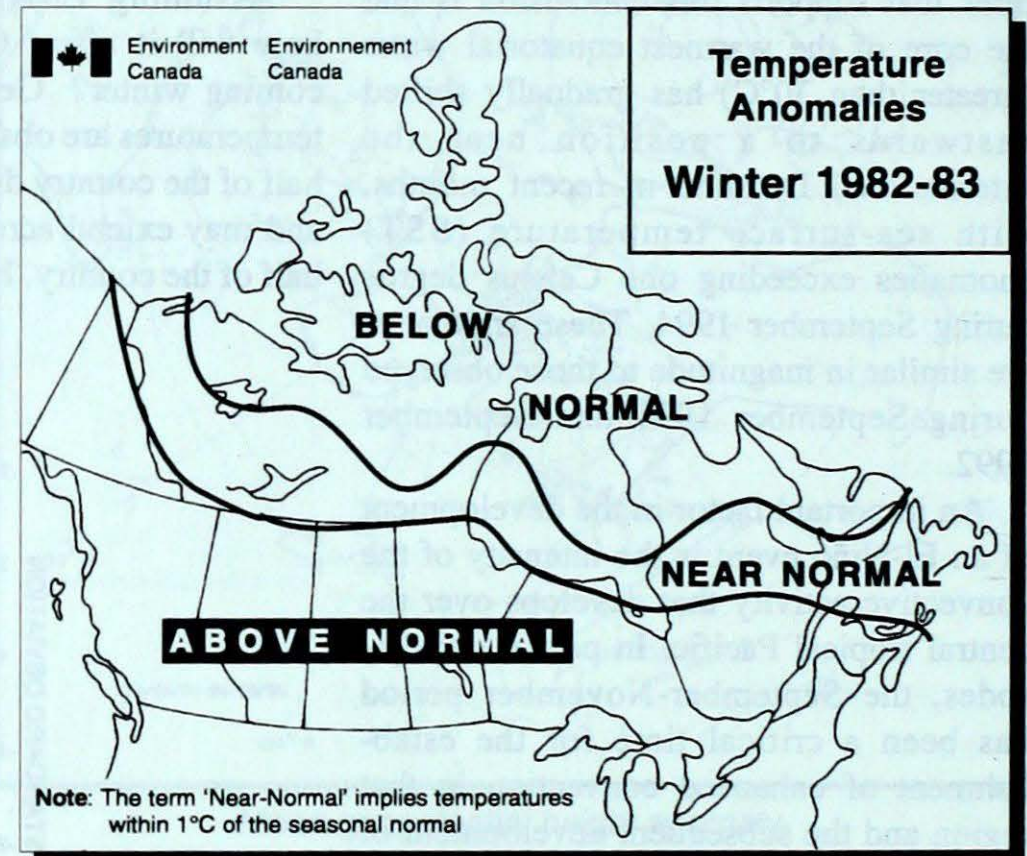 Environment Environnement
Canada Canada
Temperature
Anomalies
Winter 1982-83
BELOW
NORMAL
NEAR NORMAL
ABOVE NORMAL
Note: The term 'Near-Normal' implies temperatures
within 1°C of the seasonal normal